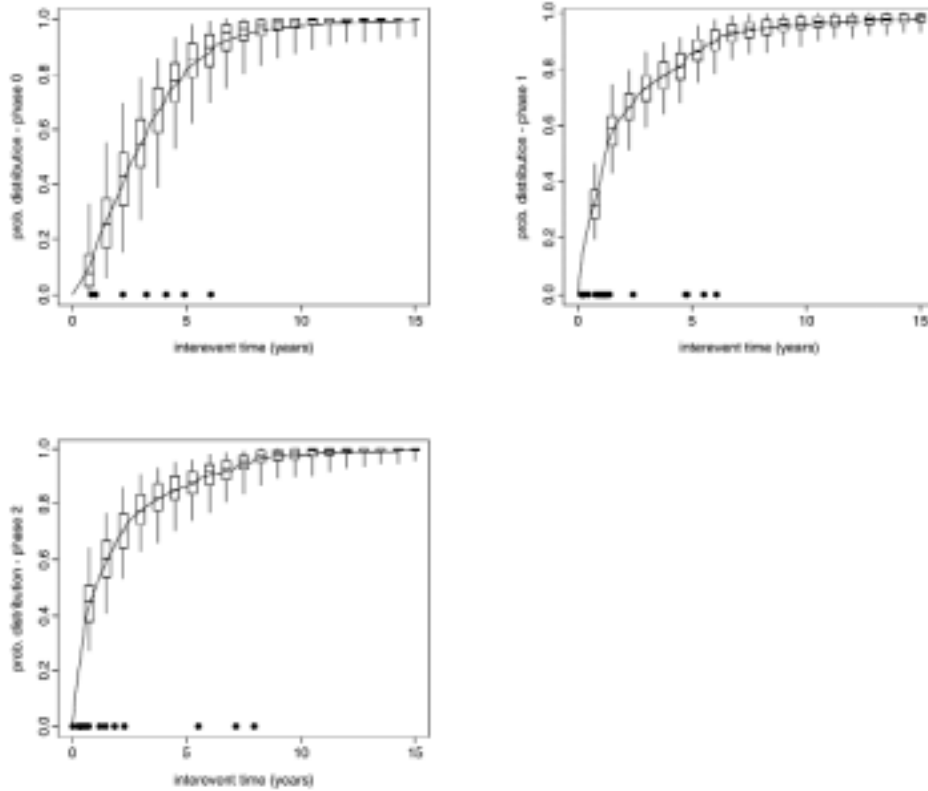 prob. distribution - phase 0
1.0
0.8
0.6
0.4
0.2
0.0
0 5 10 15
interevent time (years)
prob. distribution - phase 1
1.0
0.8
0.6
0.4
0.2
0.0
0 5 10 15
interevent time (years)
prob. distribution - phase 2
1.0
0.8
0.6
0.4
0.2
0.0
0 5 10 15
interevent time (years)